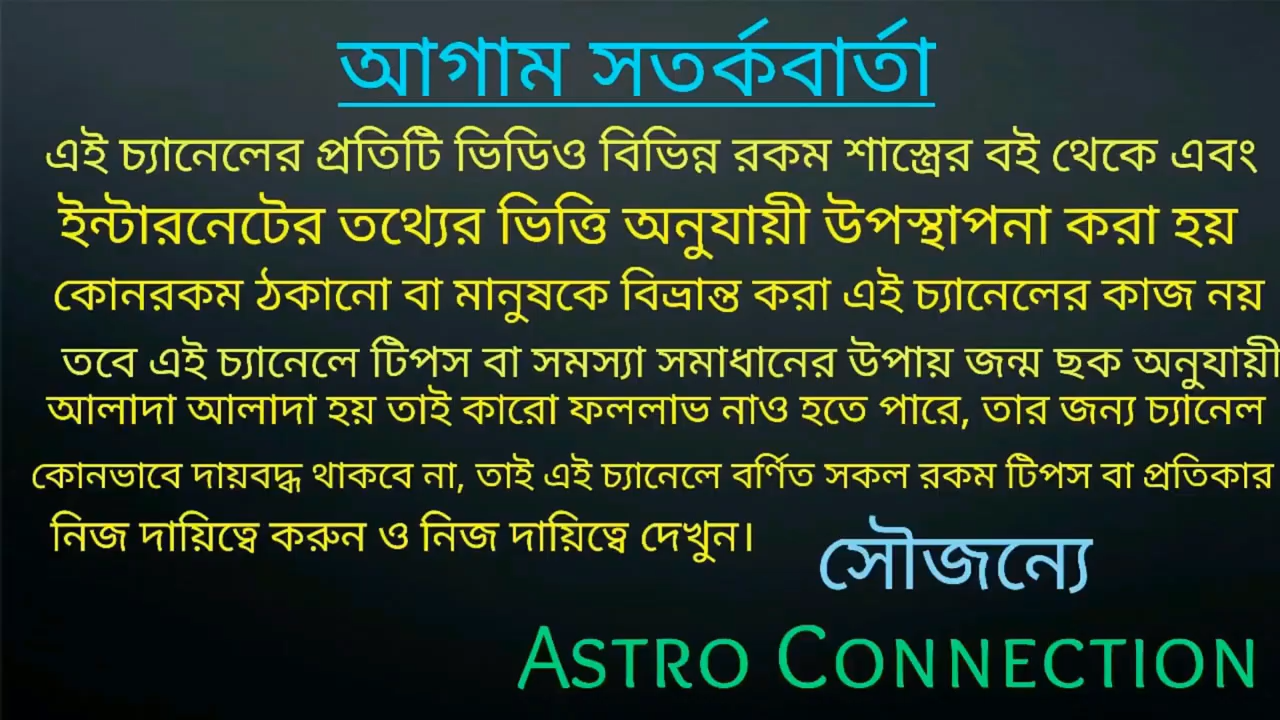 আগাম সতর্কবার্তা
এই চ্যানেলের প্রতিটি ভিডিও বিভিন্ন রকম শাস্ত্রের বই থেকে এবং
ইন্টারনেটের তথ্যের ভিত্তি অনুযায়ী উপস্থাপনা করা হয়
কোনরকম ঠকানো বা মানুষকে বিভ্রান্ত করা এই চ্যানেলের কাজ নয়
তবে এই চ্যানেলে টিপস বা সমস্যা সমাধানের উপায় জন্ম ছক অনুযায়ী
আলাদা আলাদা হয় তাই কারো ফললাভ নাও হতে পারে, তার জন্য চ্যানেল
কোনভাবে দায়বদ্ধ থাকবে না, তাই এই চ্যানেলে বর্ণিত সকল রকম টিপস বা প্রতিকার
নিজ দায়িত্বে করুন ও নিজ দায়িত্বে দেখুন।
সৌজন্যে
ASTRO CONNECTION